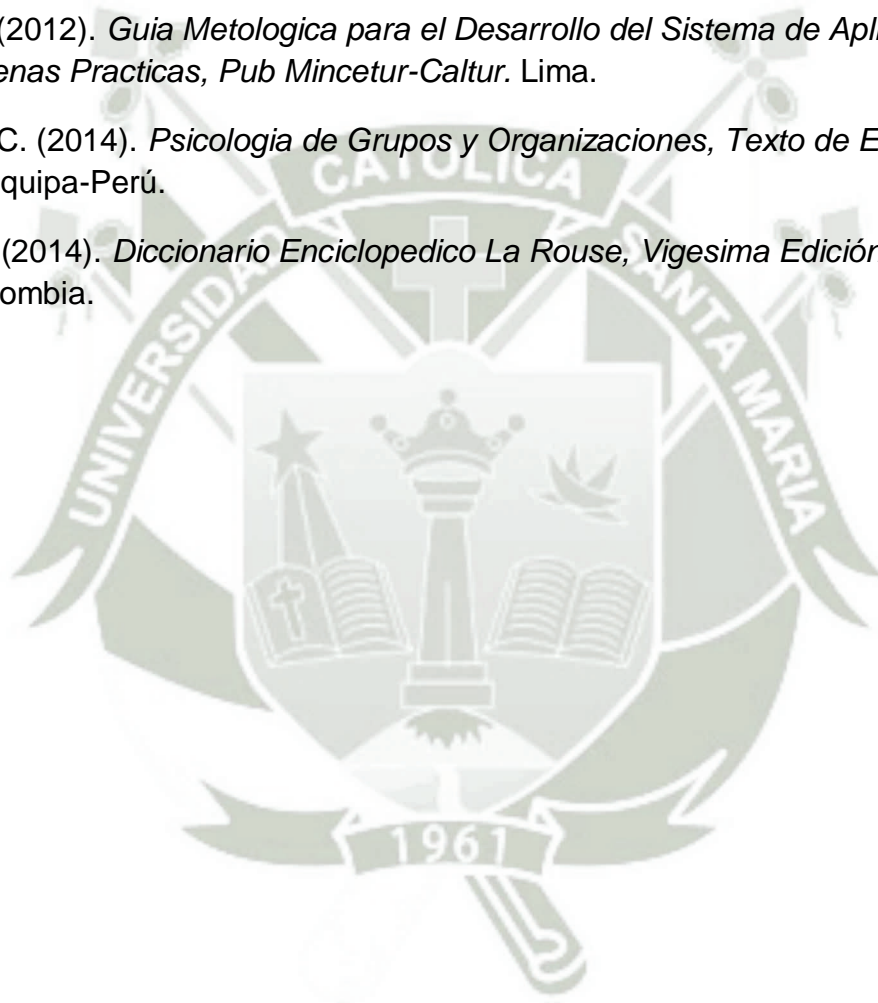 (2012). Guia Metologica para el Desarrollo del Sistema de Apli
enas Practicas, Pub Mincetur-Caltur. Lima.
C. (2014). Psicologia de Grupos y Organizaciones, Texto de E
quipa-Perú.
(2014). Diccionario Enciclopedico La Rouse, Vigesima Edición
ombia.
UNIVERSIDAD CATOLICA SANTA MARIA
1961